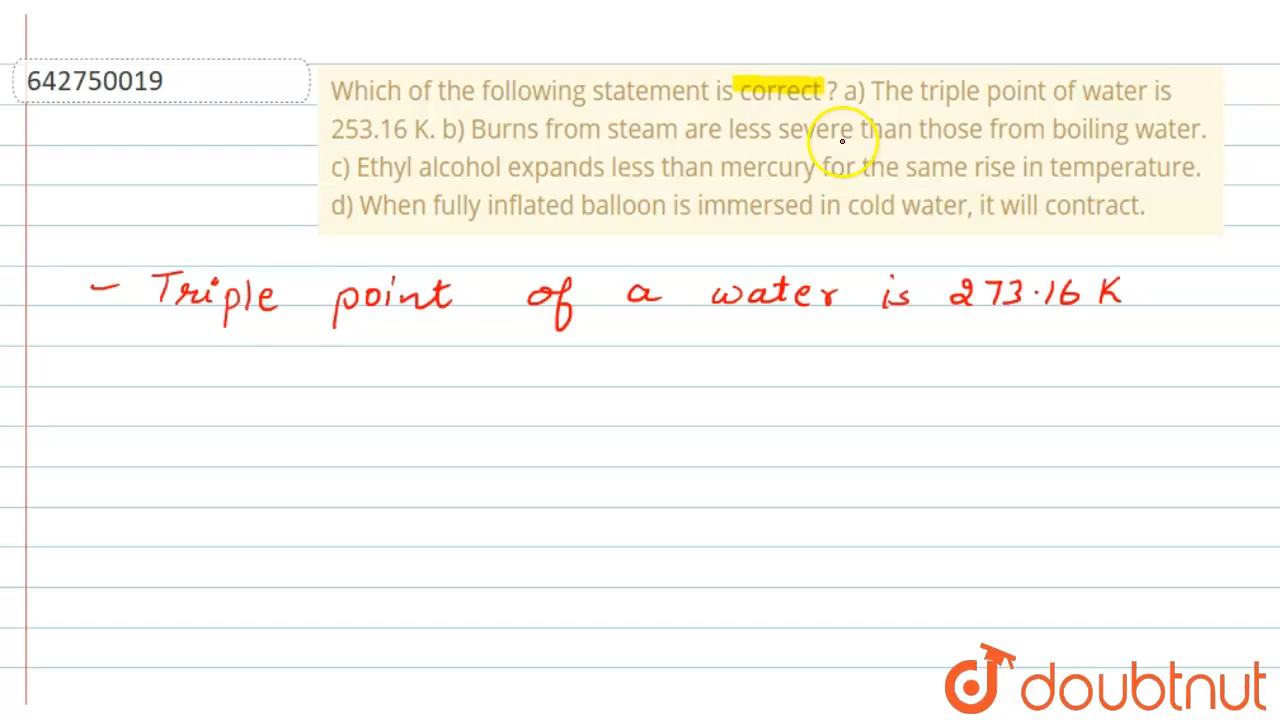 642750019
Which of the following statement is correct ? a) The triple point of water is
253.16 K. b) Burns from steam are less severe than those from boiling water.
c) Ethyl alcohol expands less than mercury for the same rise in temperature.
d) When fully inflated balloon is immersed in cold water, it will contract.
- Triple point of a water is 273.16 K
doubtnut